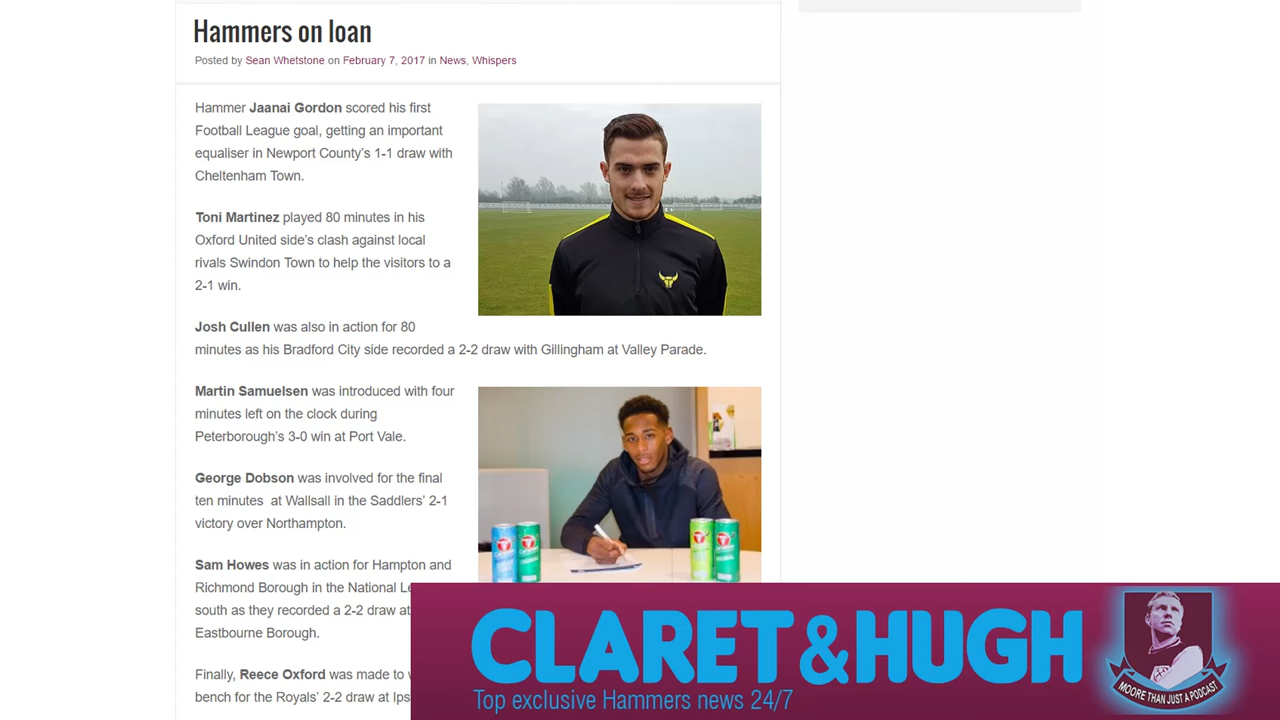 Hammers on loan
Posted by Sean Whetstone on February 7, 2017 in News, Whispers
Hammer Jaanai Gordon scored his first
Football League goal, getting an important
equaliser in Newport County's 1-1 draw with
Cheltenham Town.
Toni Martinez played 80 minutes in his
Oxford United side's clash against local
rivals Swindon Town to help the visitors to a
2-1 win.
Josh Cullen was also in action for 80
minutes as his Bradford City side recorded a 2-2 draw with Gillingham at Valley Parade.
Martin Samuelsen was introduced with four
minutes left on the clock during
Peterborough's 3-0 win at Port Vale.
George Dobson was involved for the final
ten minutes at Wallsall in the Saddlers' 2-1
victory over Northampton.
Sam Howes was in action for Hampton and
Richmond Borough in the National
south as they recorded a 2-2 draw at
Eastbourne Borough.
Finally, Reece Oxford was made to
bench for the Royals' 2-2 draw at
CLARET & HUGH
Top exclusive Hammers news 24/7
MOORE THAN JUST A PODCAST